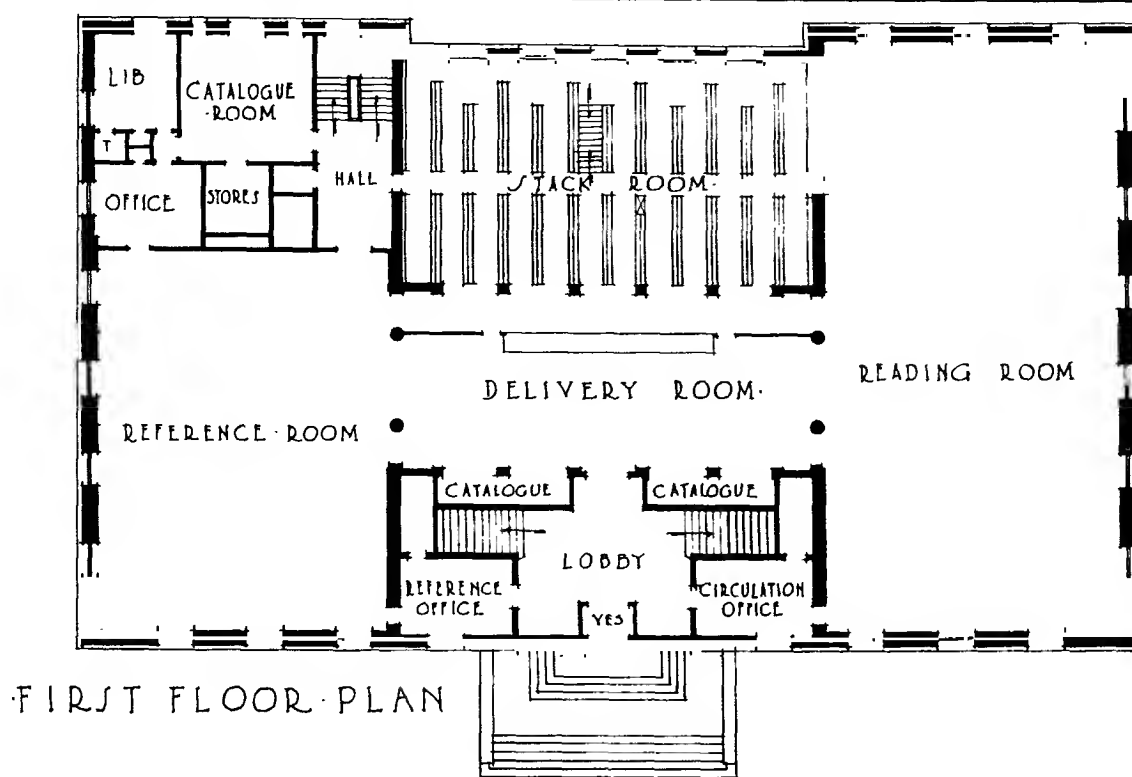 LIB
CATALOGUE
·ROOM
T
HALL
OFFICE
STORES
STACK ROOM·
DELIVERY ROOM·
READING ROOM
REFERENCE·ROOM
CATALOGUE
CATALOGUE
LOBBY
REFERENCE
OFFICE
CIRCULATION
OFFICE
VES
·FIRST FLOOR·PLAN